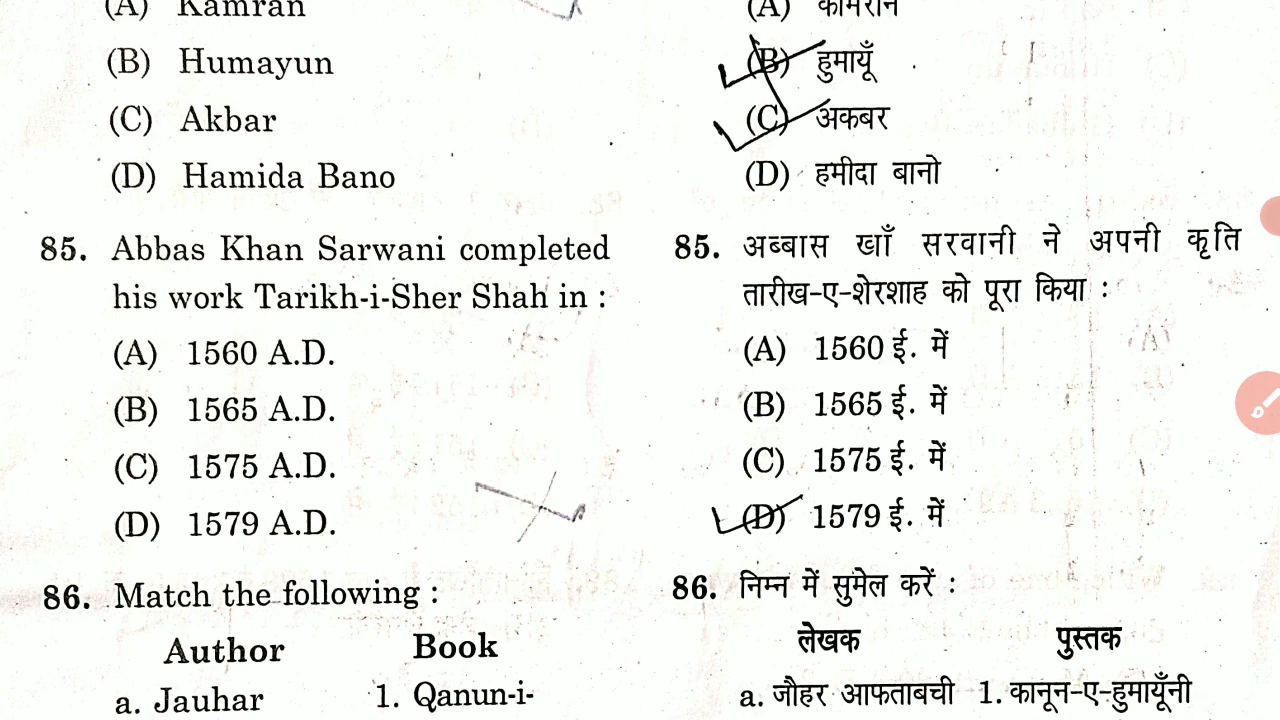 (A) Kamran
(B) Humayun
(C) Akbar
(D) Hamida Bano
85. Abbas Khan Sarwani completed
his work Tarikh-i-Sher Shah in :
(A) 1560 A.D.
(B) 1565 A.D.
(C) 1575 A.D.
(D) 1579 A.D.
86. Match the following :
Author Book
a. Jauhar 1. Qanun-i-
(A) कामरान
(B) हुमायूँ
(C) अकबर
(D) हमीदा बानो
85. अब्बास खाँ सरवानी ने अपनी कृति
तारीख-ए-शेरशाह को पूरा किया :
(A) 1560 ई. में
(B) 1565 ई. में
(C) 1575 ई. में
(D) 1579 ई. में
86. निम्न में सुमेल करें :
लेखक पुस्तक
a. जौहर आफताबची 1. कानून-ए-हुमायूँनी